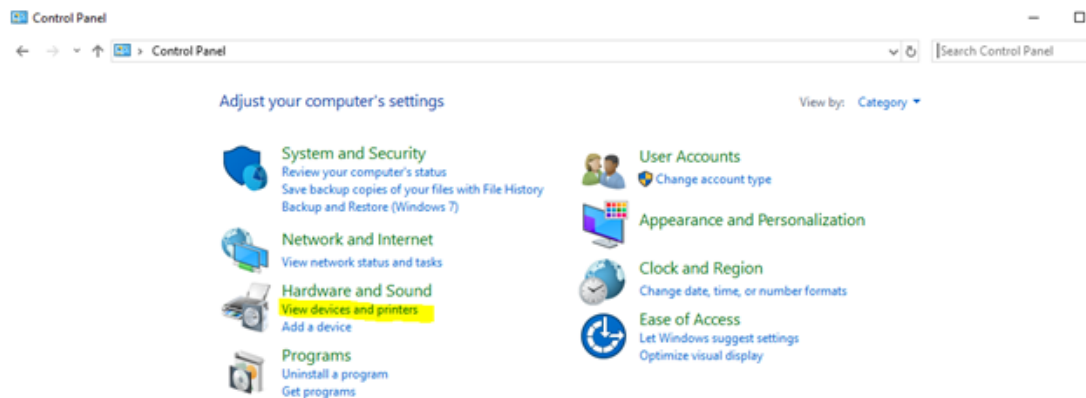 Control Panel
Control Panel
Search Control Panel
Adjust your computer's settings
View by: Category
System and Security
Review your computer's status
Save backup copies of your files with File History
Backup and Restore (Windows 7)
Network and Internet
View network status and tasks
Hardware and Sound
View devices and printers
Add a device
Programs
Uninstall a program
Get programs
User Accounts
Change account type
Appearance and Personalization
Clock and Region
Change date, time, or number formats
Ease of Access
Let Windows suggest settings
Optimize visual display